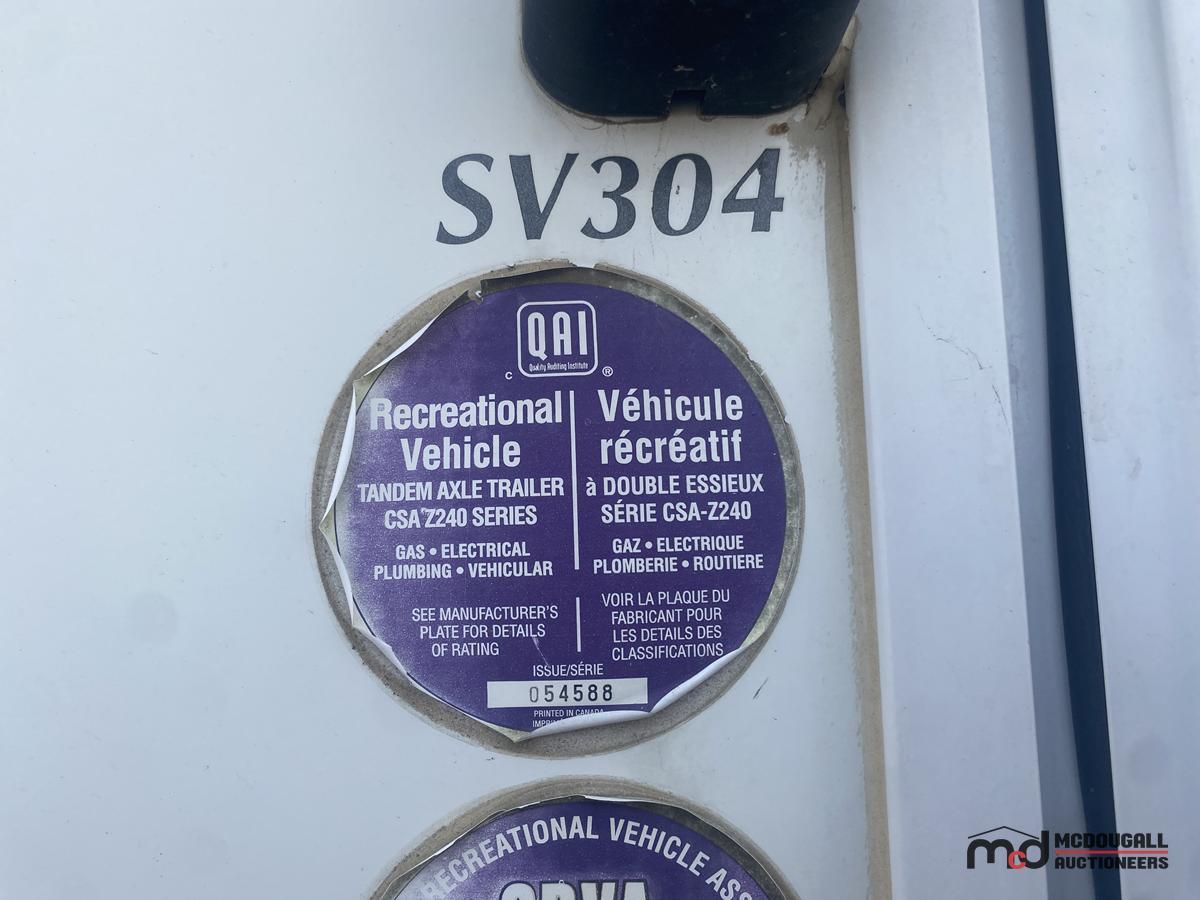 SV304
QAI
Quality Auditing Institute
C ®
Recreational
Vehicle
TANDEM AXLE TRAILER
CSA Z240 SERIES
GAS • ELECTRICAL
PLUMBING • VEHICULAR
SEE MANUFACTURER'S
PLATE FOR DETAILS
OF RATING
Véhicule
récréatif
à DOUBLE ESSIEUX
SÉRIE CSA-Z240
GAZ • ELECTRIQUE
PLOMBERIE • ROUTIERE
VOIR LA PLAQUE DU
FABRICANT POUR
LES DETAILS DES
CLASSIFICATIONS
ISSUE/SÉRIE
054588
PRINTED IN CANADA
RECREATIONAL VEHICLE ASS
mcd MCDOUGALL
AUCTIONEERS